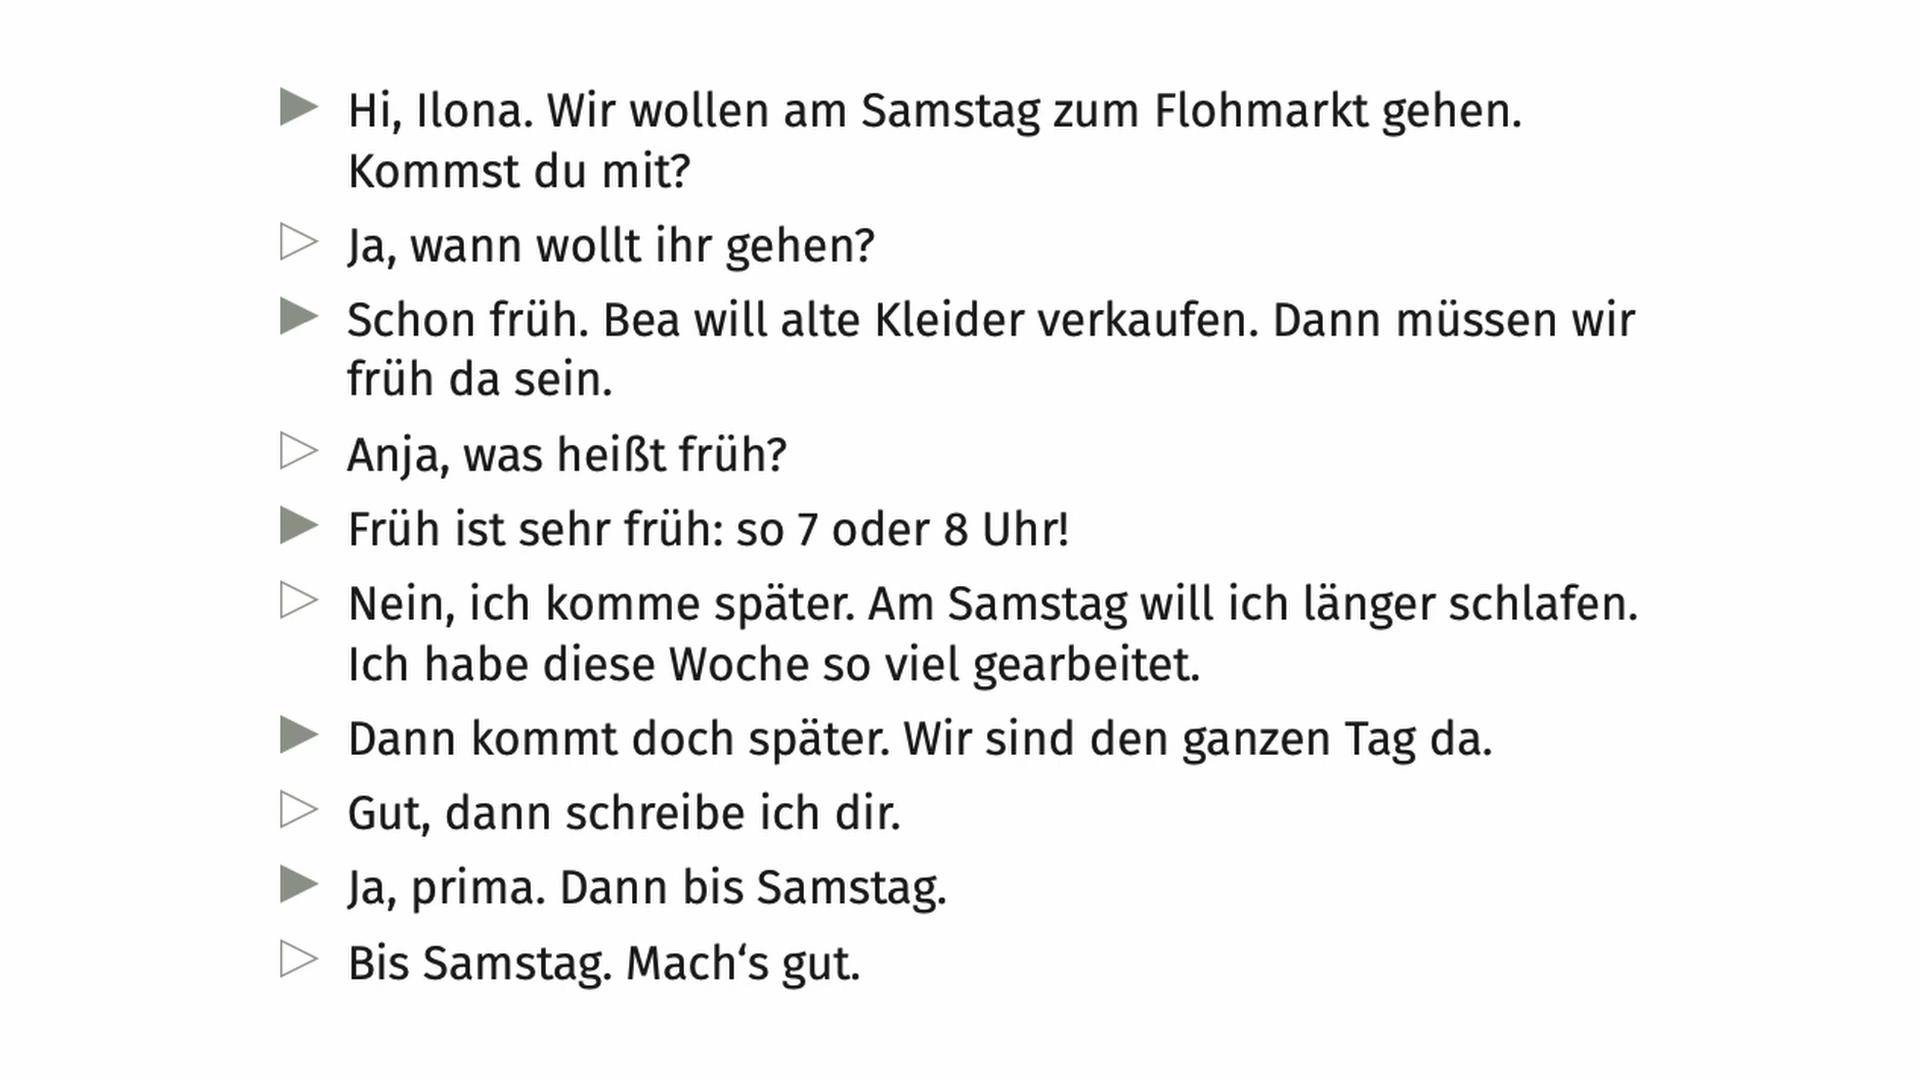 Hi, Ilona. Wir wollen am Samstag zum Flohmarkt gehen.
Kommst du mit?
Ja, wann wollt ihr gehen?
Schon früh. Bea will alte Kleider verkaufen. Dann müssen wir
früh da sein.
Anja, was heißt früh?
Früh ist sehr früh: so 7 oder 8 Uhr!
Nein, ich komme später. Am Samstag will ich länger schlafen.
Ich habe diese Woche so viel gearbeitet.
Dann kommt doch später. Wir sind den ganzen Tag da.
Gut, dann schreibe ich dir.
Ja, prima. Dann bis Samstag.
Bis Samstag. Mach‘s gut.